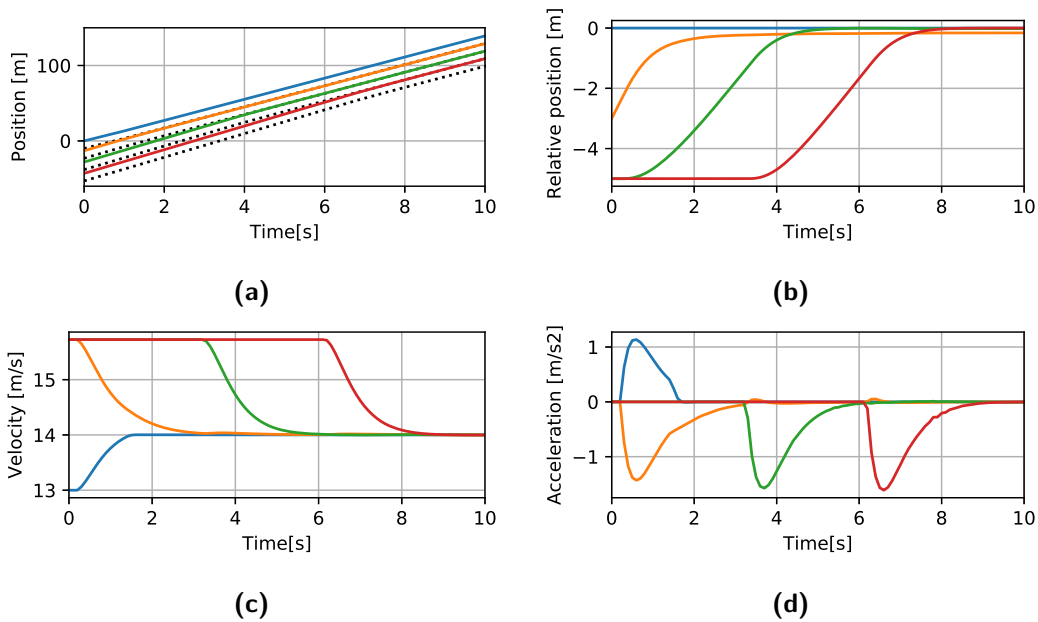 100
0
0 2 4 6 8 10
Time[s]
Position [m]
(a)
0
−2
−4
0 2 4 6 8 10
Time[s]
Relative position [m]
(b)
15
14
13
0 2 4 6 8 10
Time[s]
Velocity [m/s]
(c)
1
0
−1
0 2 4 6 8 10
Time[s]
Acceleration [m/s2]
(d)